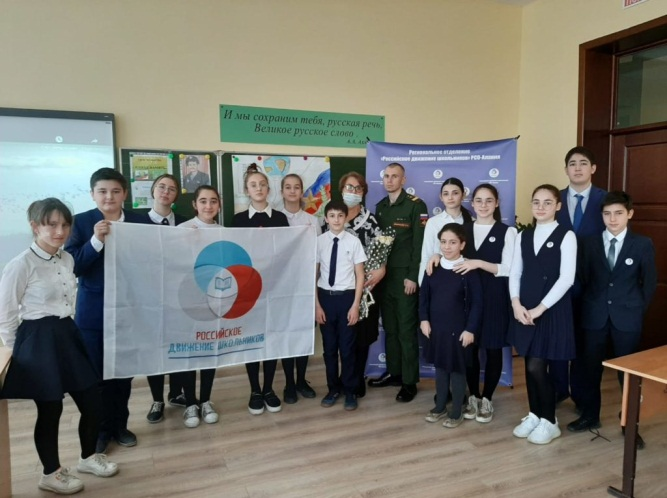 И мы сохраним тебя, русская речь,
Великое русское слово
Региональное отделение
«Российское движение школьников» РСО-Алания
РОССИЙСКОЕ
ДВИЖЕНИЕ ШКОЛЬНИКОВ